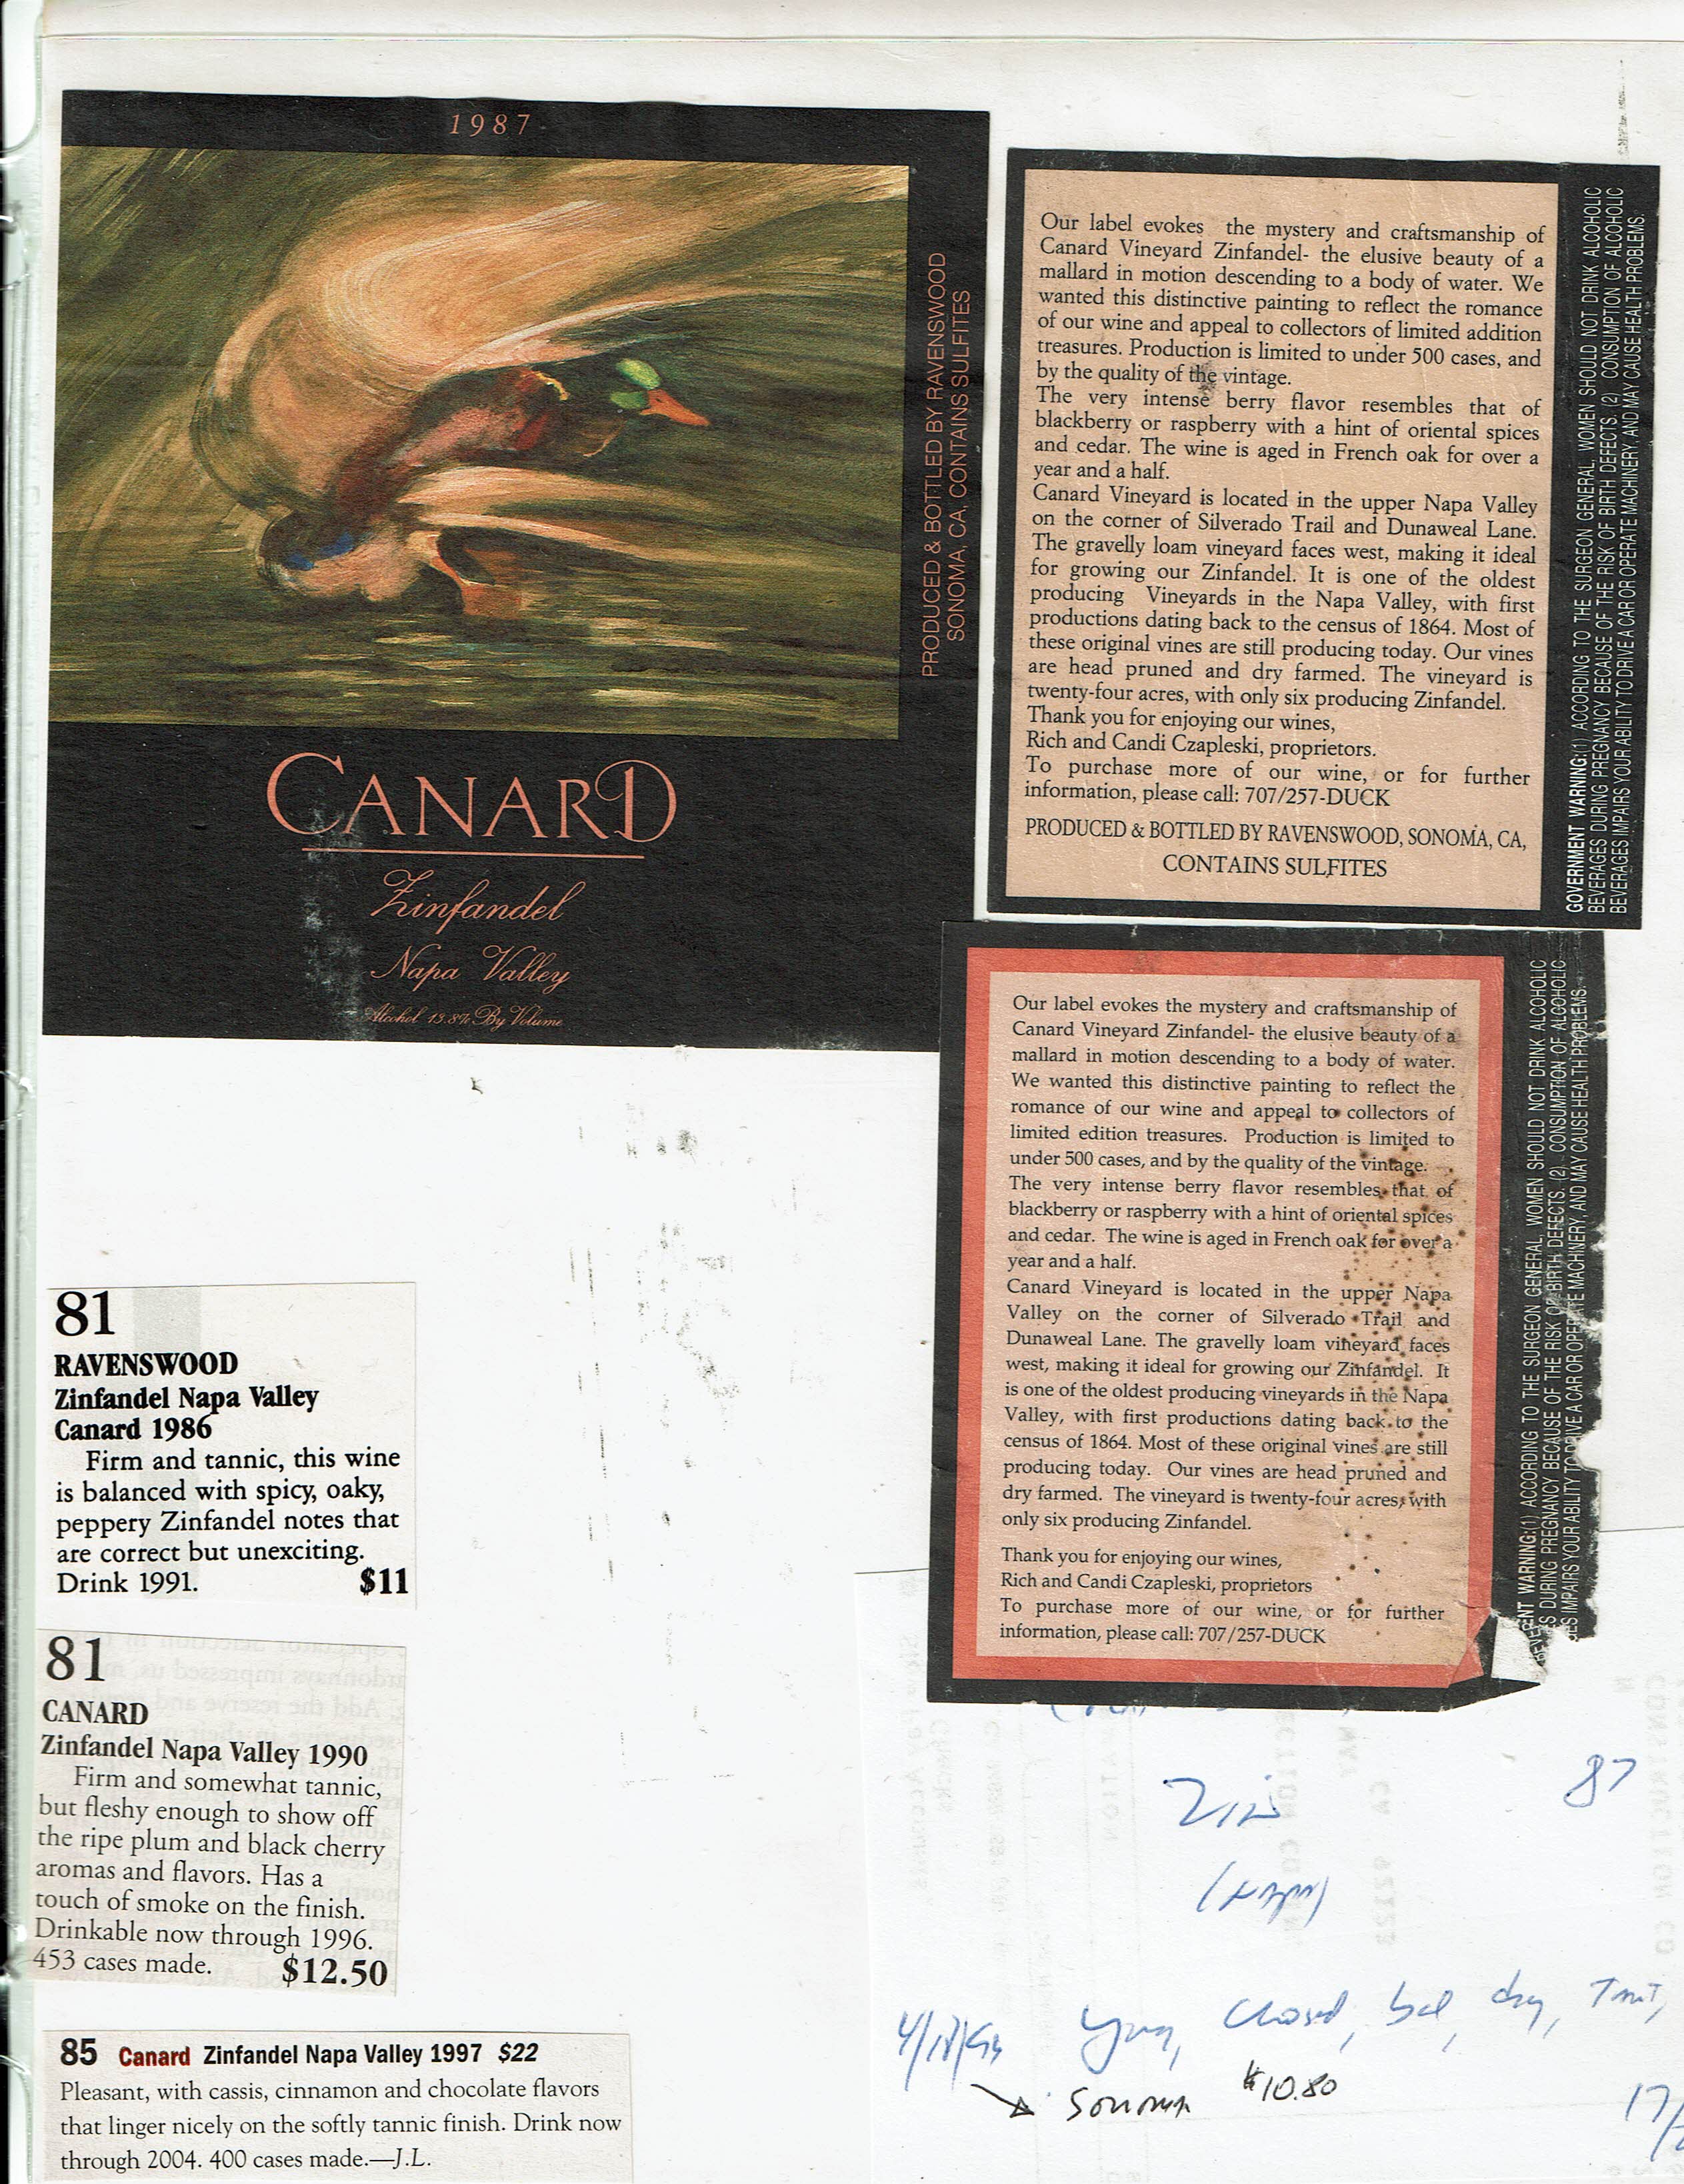 1987
PRODUCED & BOTTLED BY RAVENSWOOD
SONOMA, CA, CONTAINS SULFITES
CANARD
Zinfandel
Napa Valley
Alcohol 13.8% By Volume
Our label evokes the mystery and craftsmanship of
Canard Vineyard Zinfandel- the elusive beauty of a
mallard in motion descending to a body of water. We
wanted this distinctive painting to reflect the romance
of our wine and appeal to collectors of limited addition
treasures. Production is limited to under 500 cases, and
by the quality of the vintage.
The very intense berry flavor resembles that of
blackberry or raspberry with a hint of oriental spices
and cedar. The wine is aged in French oak for over a
year and a half.
Canard Vineyard is located in the upper Napa Valley
on the corner of Silverado Trail and Dunaweal Lane.
The gravelly loam vineyard faces west, making it ideal
for growing our Zinfandel. It is one of the oldest
producing Vineyards in the Napa Valley, with first
productions dating back to the census of 1864. Most of
these original vines are still producing today. Our vines
are head pruned and dry farmed. The vineyard is
twenty-four acres, with only six producing Zinfandel.
Thank you for enjoying our wines,
Rich and Candi Czapleski, proprietors.
To purchase more of our wine, or for further
information, please call: 707/257-DUCK
PRODUCED & BOTTLED BY RAVENSWOOD, SONOMA, CA,
CONTAINS SULFITES
GOVERNMENT WARNING:(1) ACCORDING TO THE SURGEON GENERAL, WOMEN SHOULD NOT DRINK ALCOHOLIC
BEVERAGES DURING PREGNANCY BECAUSE OF THE RISK OF BIRTH DEFECTS. (2) CONSUMPTION OF ALCOHOLIC
BEVERAGES IMPAIRS YOUR ABILITY TO DRIVE A CAR OR OPERATE MACHINERY, AND MAY CAUSE HEALTH PROBLEMS.
Our label evokes the mystery and craftsmanship of
Canard Vineyard Zinfandel- the elusive beauty of a
mallard in motion descending to a body of water.
We wanted this distinctive painting to reflect the
romance of our wine and appeal to collectors of
limited edition treasures. Production is limited to
under 500 cases, and by the quality of the vintage.
The very intense berry flavor resembles that of
blackberry or raspberry with a hint of oriental spices
and cedar. The wine is aged in French oak for over a
year and a half.
Canard Vineyard is located in the upper Napa
Valley on the corner of Silverado Trail and
Dunaweal Lane. The gravelly loam vineyard faces
west, making it ideal for growing our Zinfandel. It
is one of the oldest producing vineyards in the Napa
Valley, with first productions dating back to the
census of 1864. Most of these original vines are still
producing today. Our vines are head pruned and
dry farmed. The vineyard is twenty-four acres, with
only six producing Zinfandel.
Thank you for enjoying our wines,
Rich and Candi Czapleski, proprietors
To purchase more of our wine, or for further
information, please call: 707/257-DUCK
WARNING:(1) ACCORDING TO THE SURGEON GENERAL, WOMEN SHOULD NOT DRINK ALCOHOLIC
DURING PREGNANCY BECAUSE OF THE RISK OF BIRTH DEFECTS. (2) CONSUMPTION OF ALCOHOLIC
IMPAIRS YOUR ABILITY TO DRIVE A CAR OR OPERATE MACHINERY, AND MAY CAUSE HEALTH PROBLEMS.
81
RAVENSWOOD
Zinfandel Napa Valley
Canard 1986
Firm and tannic, this wine
is balanced with spicy, oaky,
peppery Zinfandel notes that
are correct but unexciting.
Drink 1991. $11
81
CANARD
Zinfandel Napa Valley 1990
Firm and somewhat tannic,
but fleshy enough to show off
the ripe plum and black cherry
aromas and flavors. Has a
touch of smoke on the finish.
Drinkable now through 1996.
453 cases made. $12.50
85 Canard Zinfandel Napa Valley 1997 $22
Pleasant, with cassis, cinnamon and chocolate flavors
that linger nicely on the softly tannic finish. Drink now
through 2004. 400 cases made.—J.L.
Zin 87
(Napa)
Young, Closed, bal, dry,
Sonoma $10.80
17/